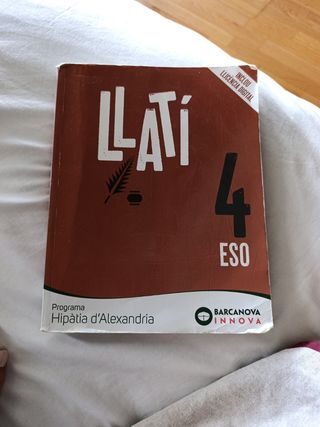 INCLOU
LLICÈNCIA DIGITAL
LLATÍ
4
ESO
Programa
Hipàtia d'Alexandria
BARCANOVA
INNOVA